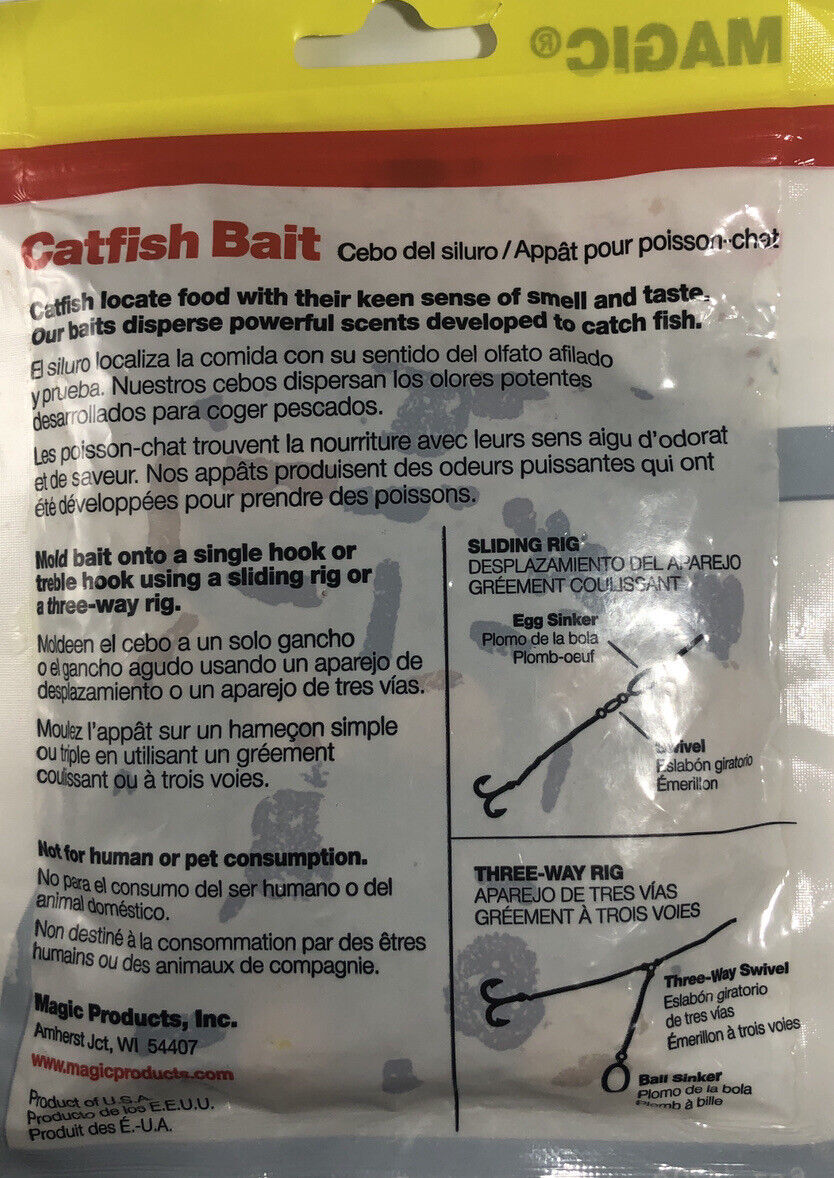 MAGIC®
Catfish Bait Cebo del siluro / Appât pour poisson-chat
Catfish locate food with their keen sense of smell and taste.
Our baits disperse powerful scents developed to catch fish.
El siluro localiza la comida con su sentido del olfato afilado
y prueba. Nuestros cebos dispersan los olores potentes
desarrollados para coger pescados.
Les poisson-chat trouvent la nourriture avec leurs sens aigu d'odorat
et de saveur. Nos appâts produisent des odeurs puissantes qui ont
été développées pour prendre des poissons.
Mold bait onto a single hook or
treble hook using a sliding rig or
a three-way rig.
Moldeen el cebo a un solo gancho
o el gancho agudo usando un aparejo de
desplazamiento o un aparejo de tres vías.
Moulez l'appât sur un hameçon simple
ou triple en utilisant un gréement
coulissant ou à trois voies.
Not for human or pet consumption.
No para el consumo del ser humano o del
animal doméstico.
Non destiné à la consommation par des êtres
humains ou des animaux de compagnie.
Magic Products, Inc.
Amherst Jct, WI 54407
www.magicproducts.com
Product of U.S.A.
Producto de los E.E.U.U.
Produit des É.-U.A.
SLIDING RIG
DESPLAZAMIENTO DEL APAREJO
GRÉEMENT COULISSANT
Egg Sinker
Plomo de la bola
Plomb-oeuf
Swivel
Eslabón giratorio
Émerillon
THREE-WAY RIG
APAREJO DE TRES VÍAS
GRÉEMENT À TROIS VOIES
Three-Way Swivel
Eslabón giratorio
de tres vías
Émerillon à trois voies
Ball Sinker
Plomo de la bola
Plomb à bille